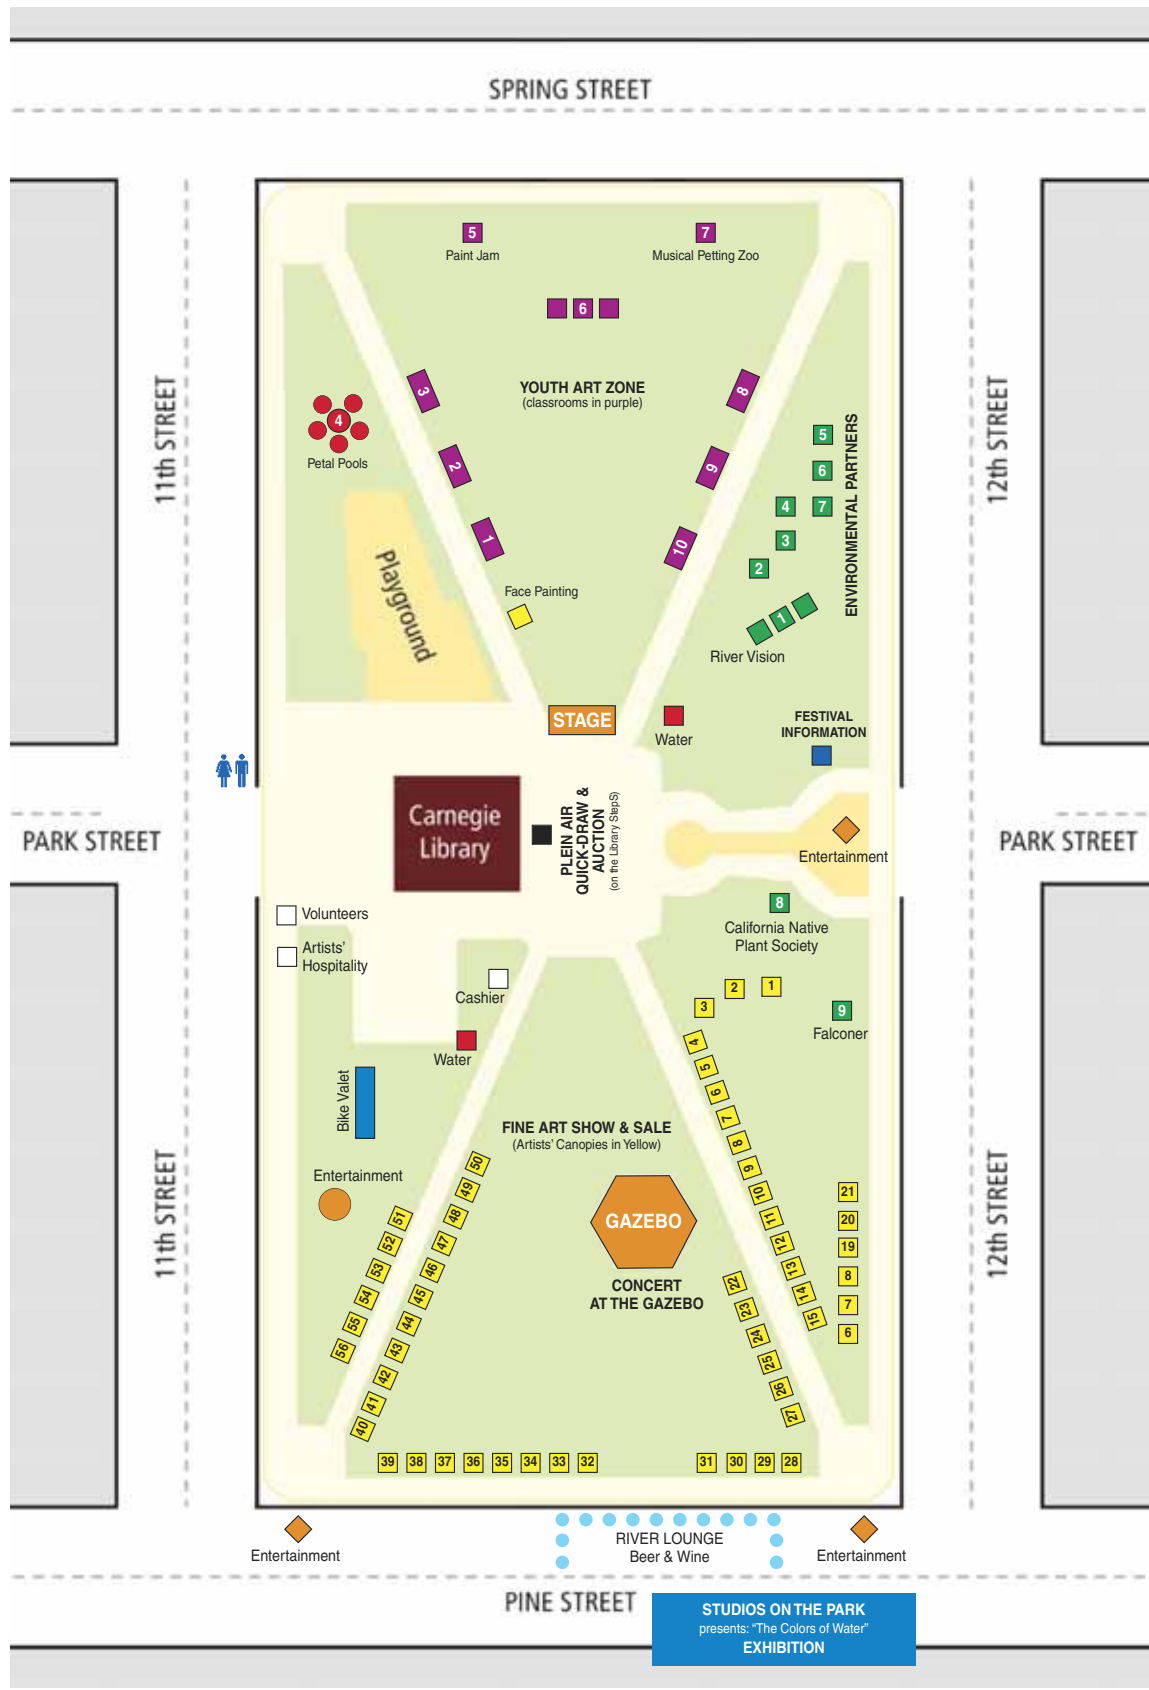 SPRING STREET
5
Paint Jam
7
Musical Petting Zoo
6
YOUTH ART ZONE
(classrooms in purple)
3
2
1
8
9
10
4
Petal Pools
Playground
Face Painting
11th STREET
12th STREET
ENVIRONMENTAL PARTNERS
5
6
4
7
3
2
1
River Vision
STAGE
Water
FESTIVAL
INFORMATION
Carnegie
Library
PLEIN AIR
QUICK-DRAW &
AUCTION
(on the Library StepS)
Entertainment
PARK STREET
PARK STREET
Volunteers
Artists'
Hospitality
Cashier
Water
8
California Native
Plant Society
9
Falconer
Bike Valet
Entertainment
FINE ART SHOW & SALE
(Artists' Canopies in Yellow)
GAZEBO
CONCERT
AT THE GAZEBO
11th STREET
12th STREET
1
2
3
4
5
6
7
8
9
10
11
12
13
14
15
21
20
19
8
7
6
22
23
24
25
26
27
50
49
48
47
46
45
44
43
42
41
40
51
52
53
54
55
56
39
38
37
36
35
34
33
32
31
30
29
28
Entertainment
RIVER LOUNGE
Beer & Wine
Entertainment
PINE STREET
STUDIOS ON THE PARK
presents: "The Colors of Water"
EXHIBITION